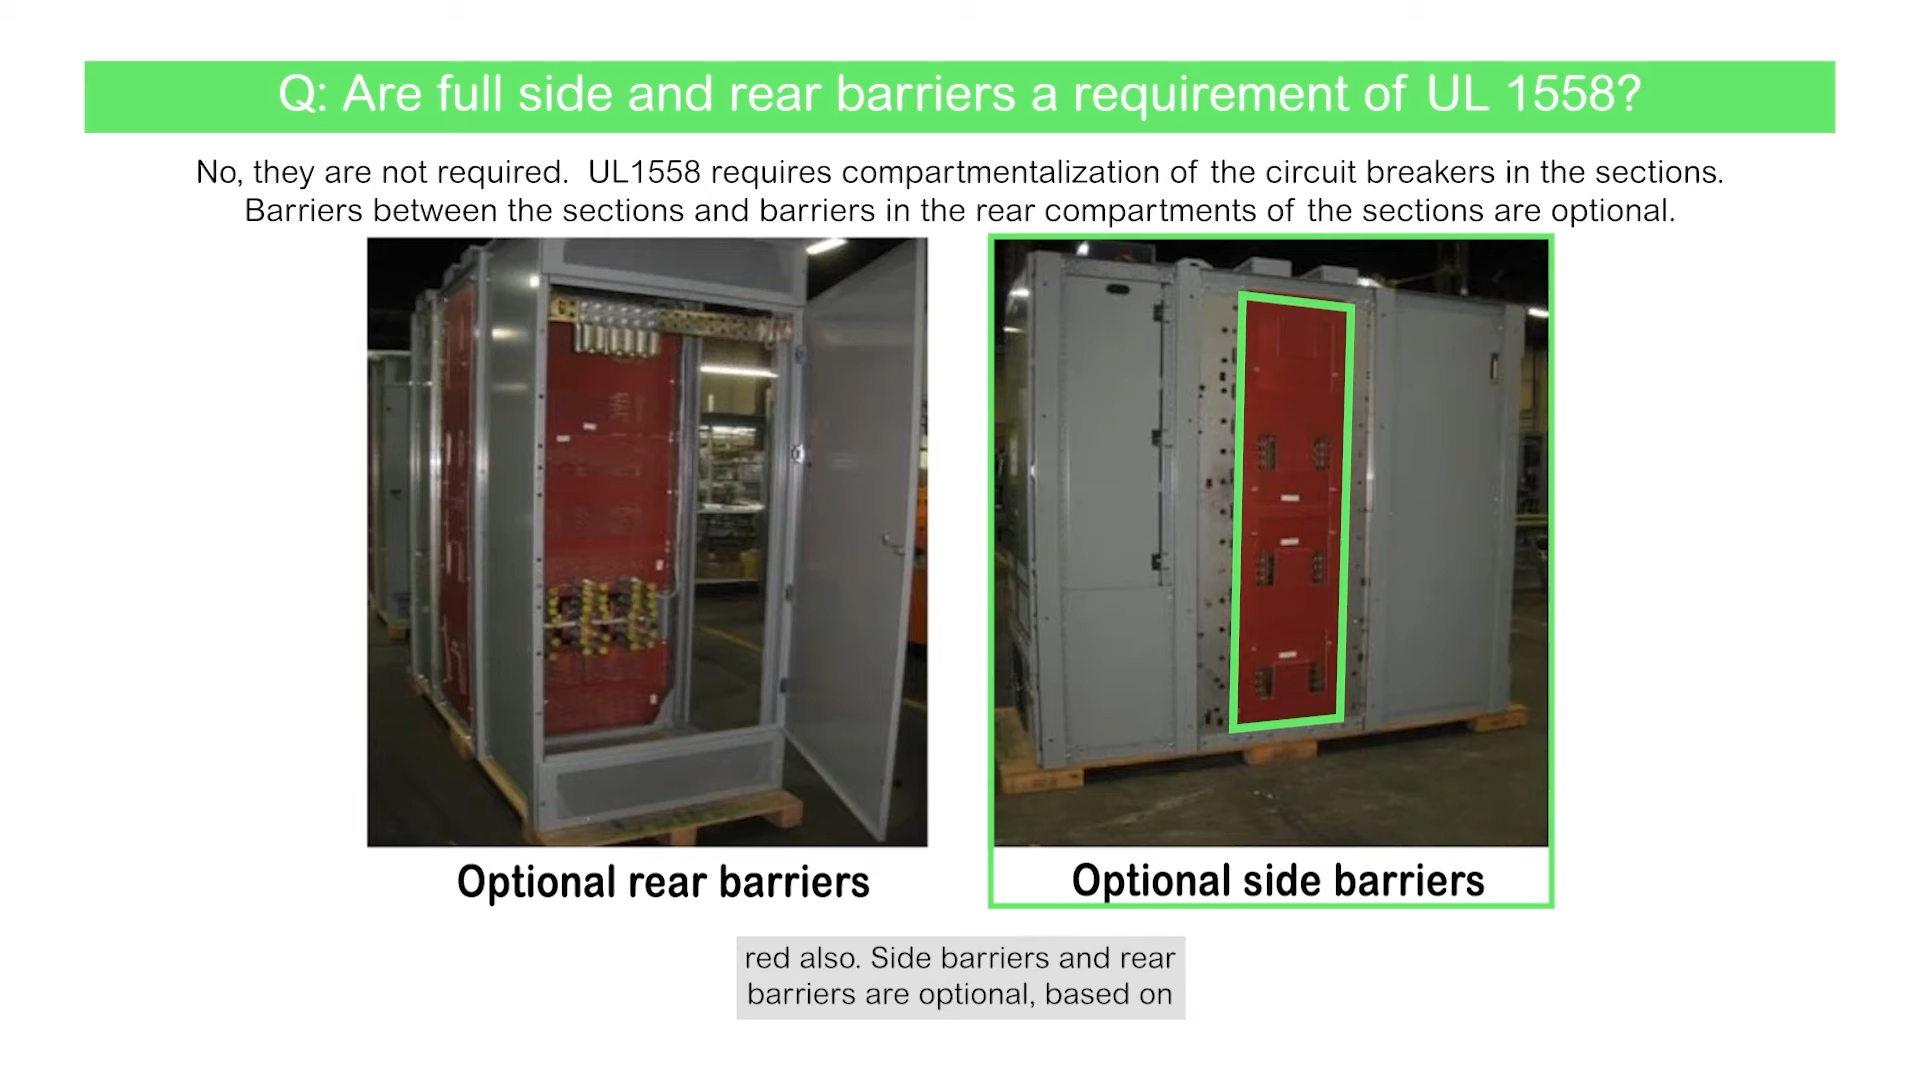 Q: Are full side and rear barriers a requirement of UL 1558?
No, they are not required. UL1558 requires compartmentalization of the circuit breakers in the sections.
Barriers between the sections and barriers in the rear compartments of the sections are optional.
Optional rear barriers
Optional side barriers
red also. Side barriers and rear
barriers are optional, based on